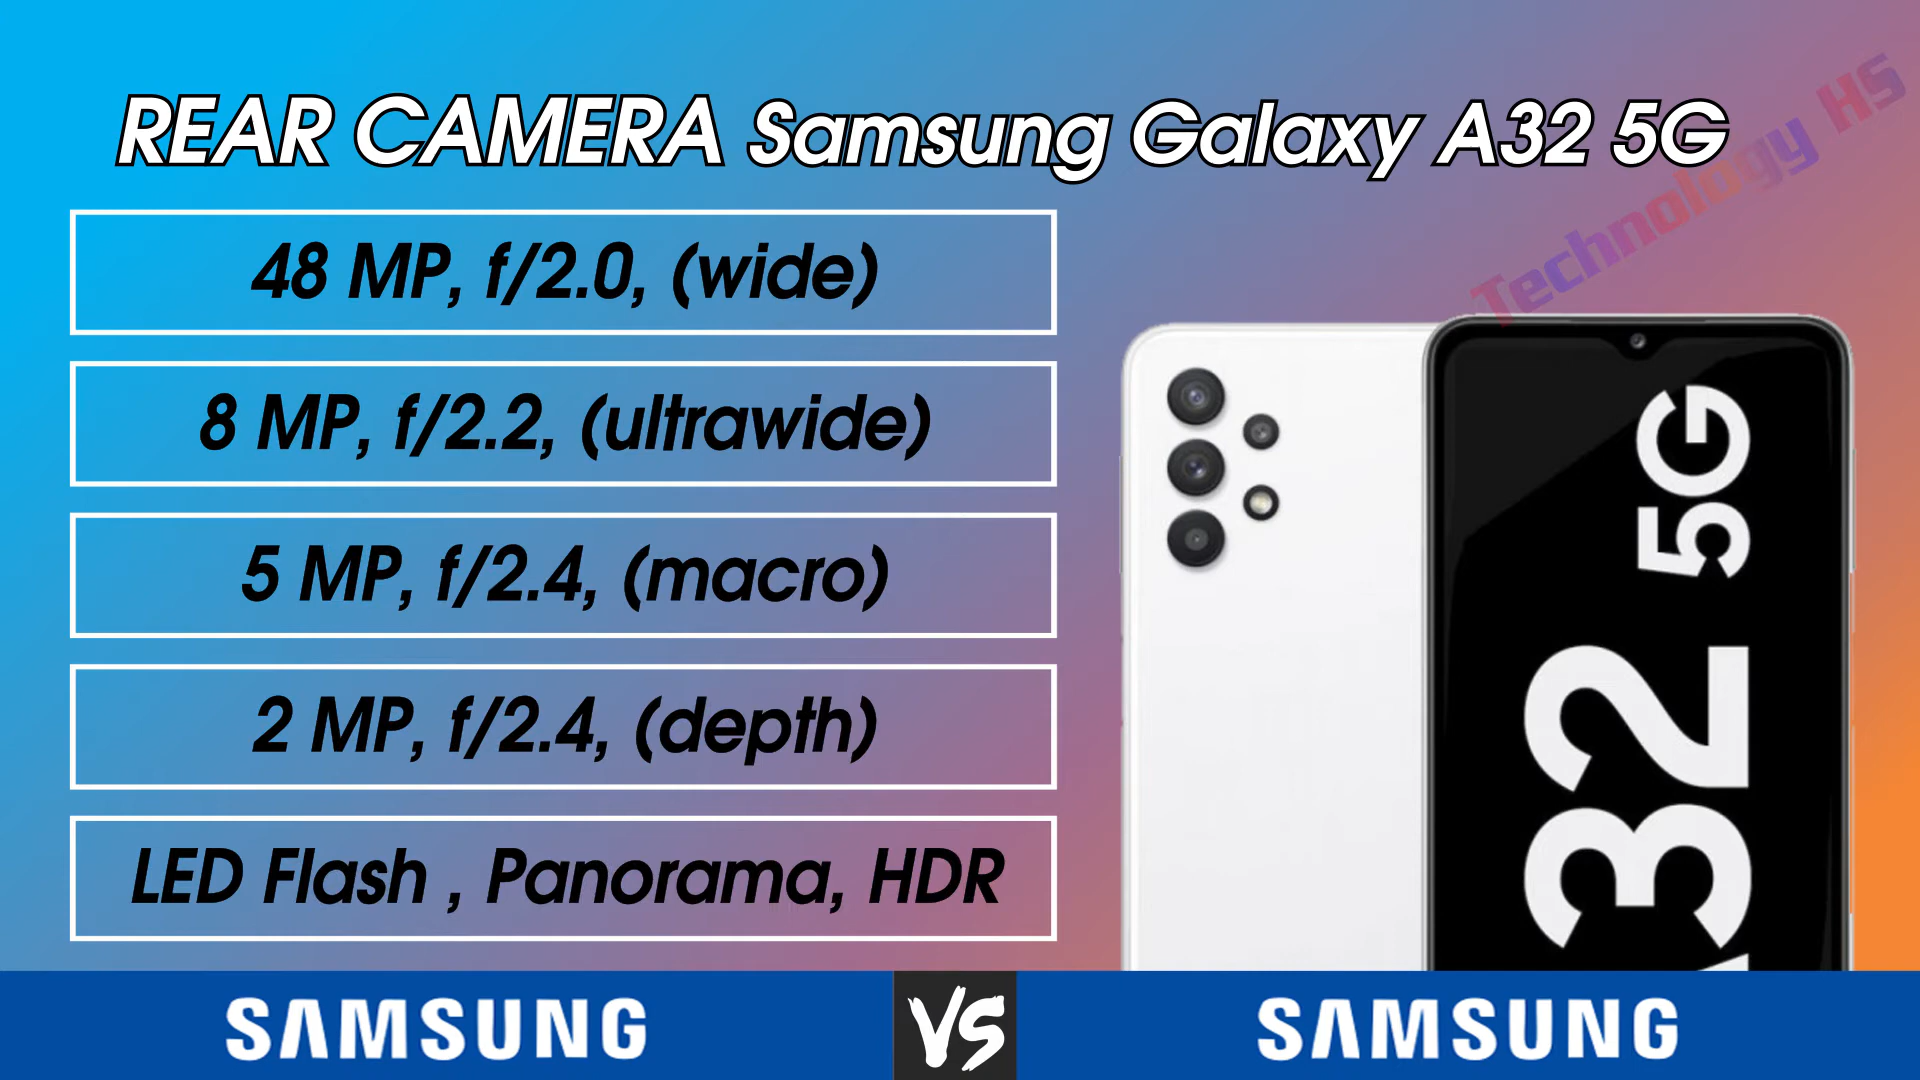 REAR CAMERA Samsung Galaxy A32 5G
Technology HS
48 MP, f/2.0, (wide)
8 MP, f/2.2, (ultrawide)
5 MP, f/2.4, (macro)
2 MP, f/2.4, (depth)
LED Flash , Panorama, HDR
A32 5G
SAMSUNG VS SAMSUNG